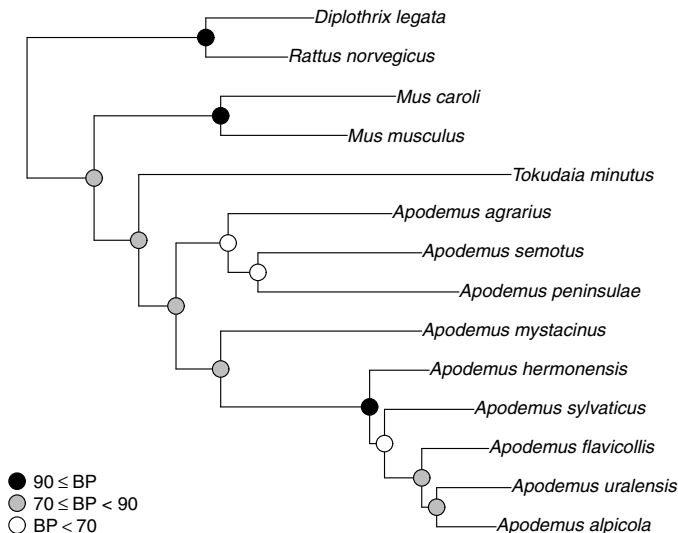 Diplothrix legata
Rattus norvegicus
Mus caroli
Mus musculus
Tokudaia minutus
Apodemus agrarius
Apodemus semotus
Apodemus peninsulae
Apodemus mystacinus
Apodemus hermonensis
Apodemus sylvaticus
Apodemus flavicollis
Apodemus uralensis
Apodemus alpicola
90 ≤ BP
70 ≤ BP < 90
BP < 70